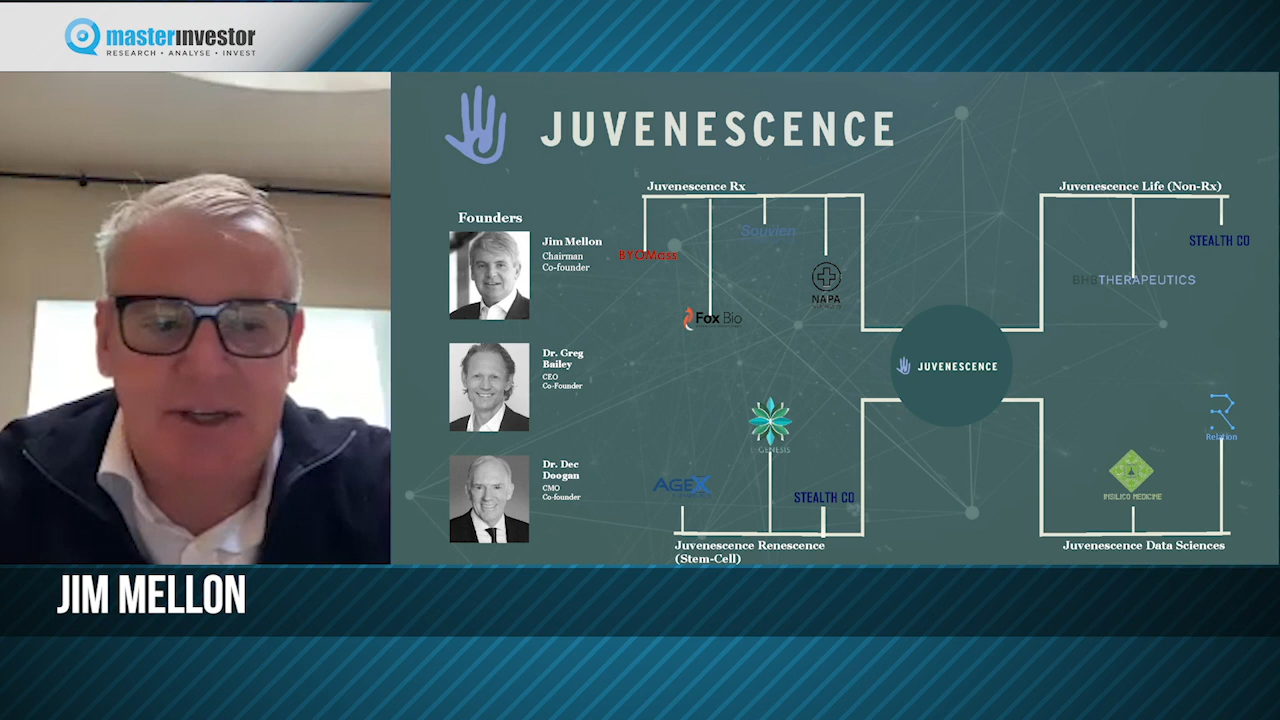 masterinvestor
RESEARCH • ANALYSE • INVEST
JUVENESCENCE
Founders
Jim Mellon
Chairman
Co-founder
Dr. Greg
Bailey
CEO
Co-Founder
Dr. Dec
Doogan
CMO
Co-founder
Juvenescence Rx
BYOMass
Souvien
Fox Bio
NAPA
Juvenescence Life (Non-Rx)
STEALTH CO
BHBTHERAPEUTICS
JUVENESCENCE
GENESIS
AGEX
STEALTH CO
Juvenescence Renescence
(Stem-Cell)
Relation
INSILICO MEDICINE
Juvenescence Data Sciences
JIM MELLON